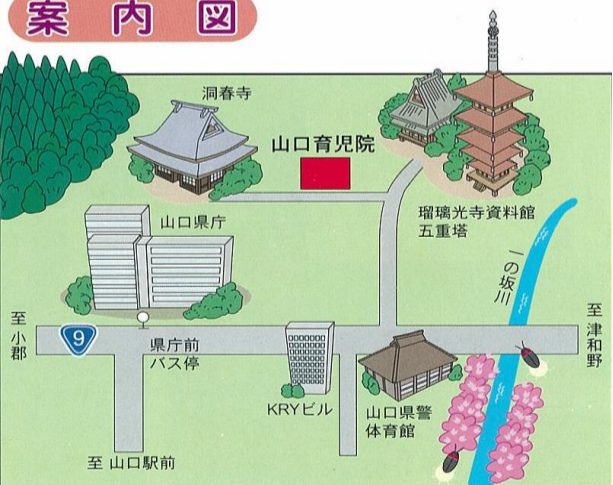 案内図
洞春寺
山口育児院
瑠璃光寺資料館
五重塔
山口県庁
一の坂川
至小郡
9
県庁前
バス停
至津和野
KRYビル
山口県警
体育館
至 山口駅前